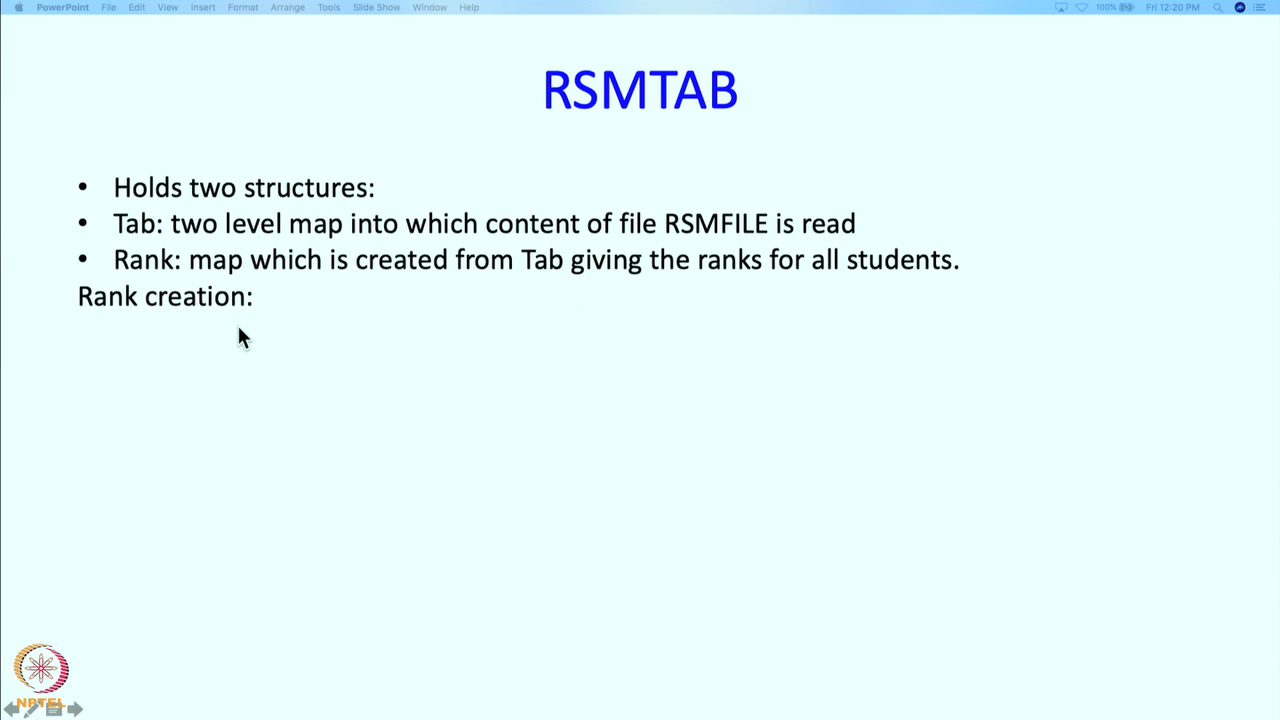 PowerPoint File Edit View Insert Format Arrange Tools Slide Show Window Help 100% Fri 12:20 PM
RSMTAB
• Holds two structures:
• Tab: two level map into which content of file RSMFILE is read
• Rank: map which is created from Tab giving the ranks for all students.
Rank creation:
NPTEL